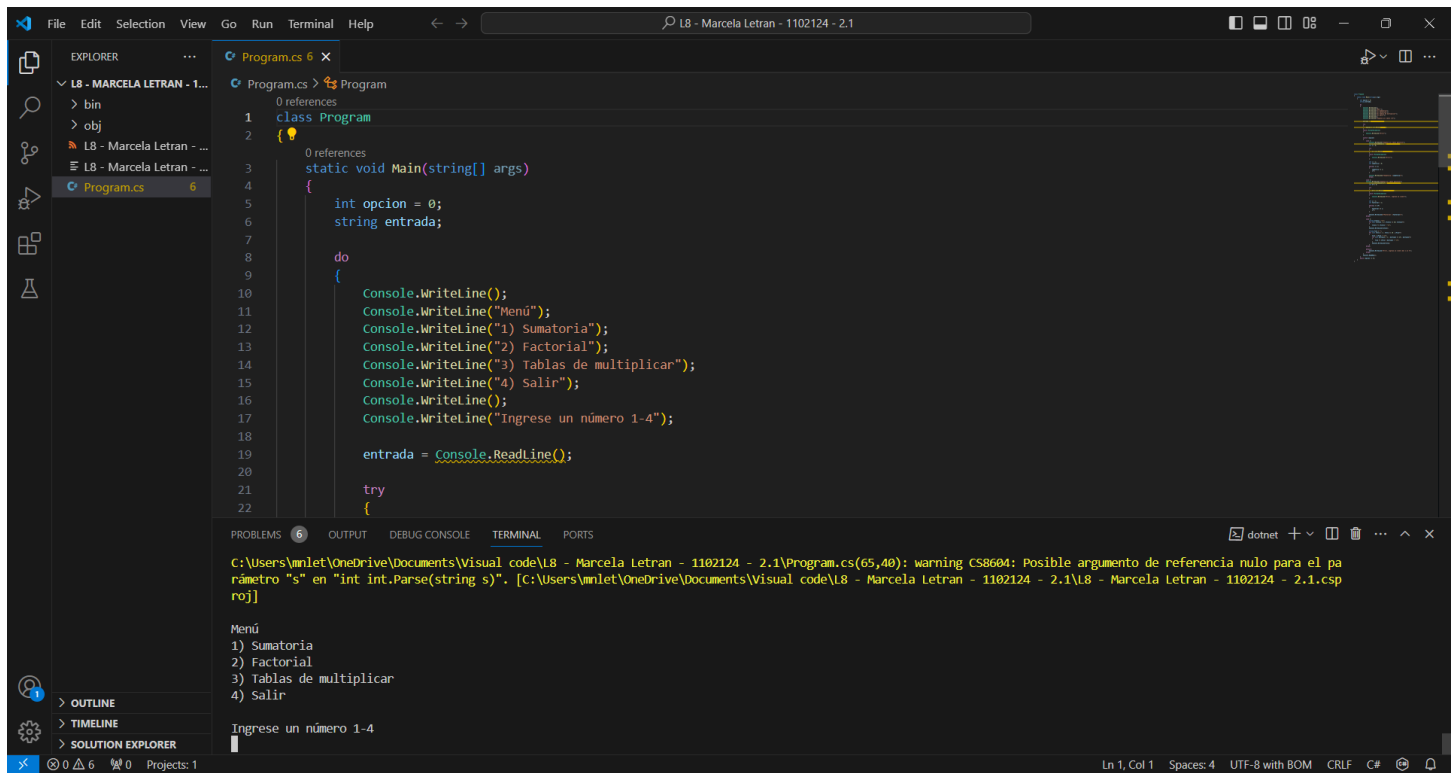 File Edit Selection View Go Run Terminal Help
L8 - Marcela Letran - 1102124 - 2.1
EXPLORER
Program.cs 6
L8 - MARCELA LETRAN - 1...
bin
obj
L8 - Marcela Letran - ...
L8 - Marcela Letran - ...
Program.cs 6
OUTLINE
TIMELINE
SOLUTION EXPLORER
Program.cs > Program
0 references
1 class Program
2 {
0 references
3 static void Main(string[] args)
4 {
5 int opcion = 0;
6 string entrada;
7
8 do
9 {
10 Console.WriteLine();
11 Console.WriteLine("Menú");
12 Console.WriteLine("1) Sumatoria");
13 Console.WriteLine("2) Factorial");
14 Console.WriteLine("3) Tablas de multiplicar");
15 Console.WriteLine("4) Salir");
16 Console.WriteLine();
17 Console.WriteLine("Ingrese un número 1-4");
18
19 entrada = Console.ReadLine();
20
21 try
22 {
PROBLEMS 6 OUTPUT DEBUG CONSOLE TERMINAL PORTS
dotnet
C:\Users\mnlet\OneDrive\Documents\Visual code\L8 - Marcela Letran - 1102124 - 2.1\Program.cs(65,40): warning CS8604: Posible argumento de referencia nulo para el pa
rámetro "s" en "int int.Parse(string s)". [C:\Users\mnlet\OneDrive\Documents\Visual code\L8 - Marcela Letran - 1102124 - 2.1\L8 - Marcela Letran - 1102124 - 2.1.csp
roj]
Menú
1) Sumatoria
2) Factorial
3) Tablas de multiplicar
4) Salir
Ingrese un número 1-4
1
0 6 0 Projects: 1
Ln 1, Col 1 Spaces: 4 UTF-8 with BOM CRLF C#